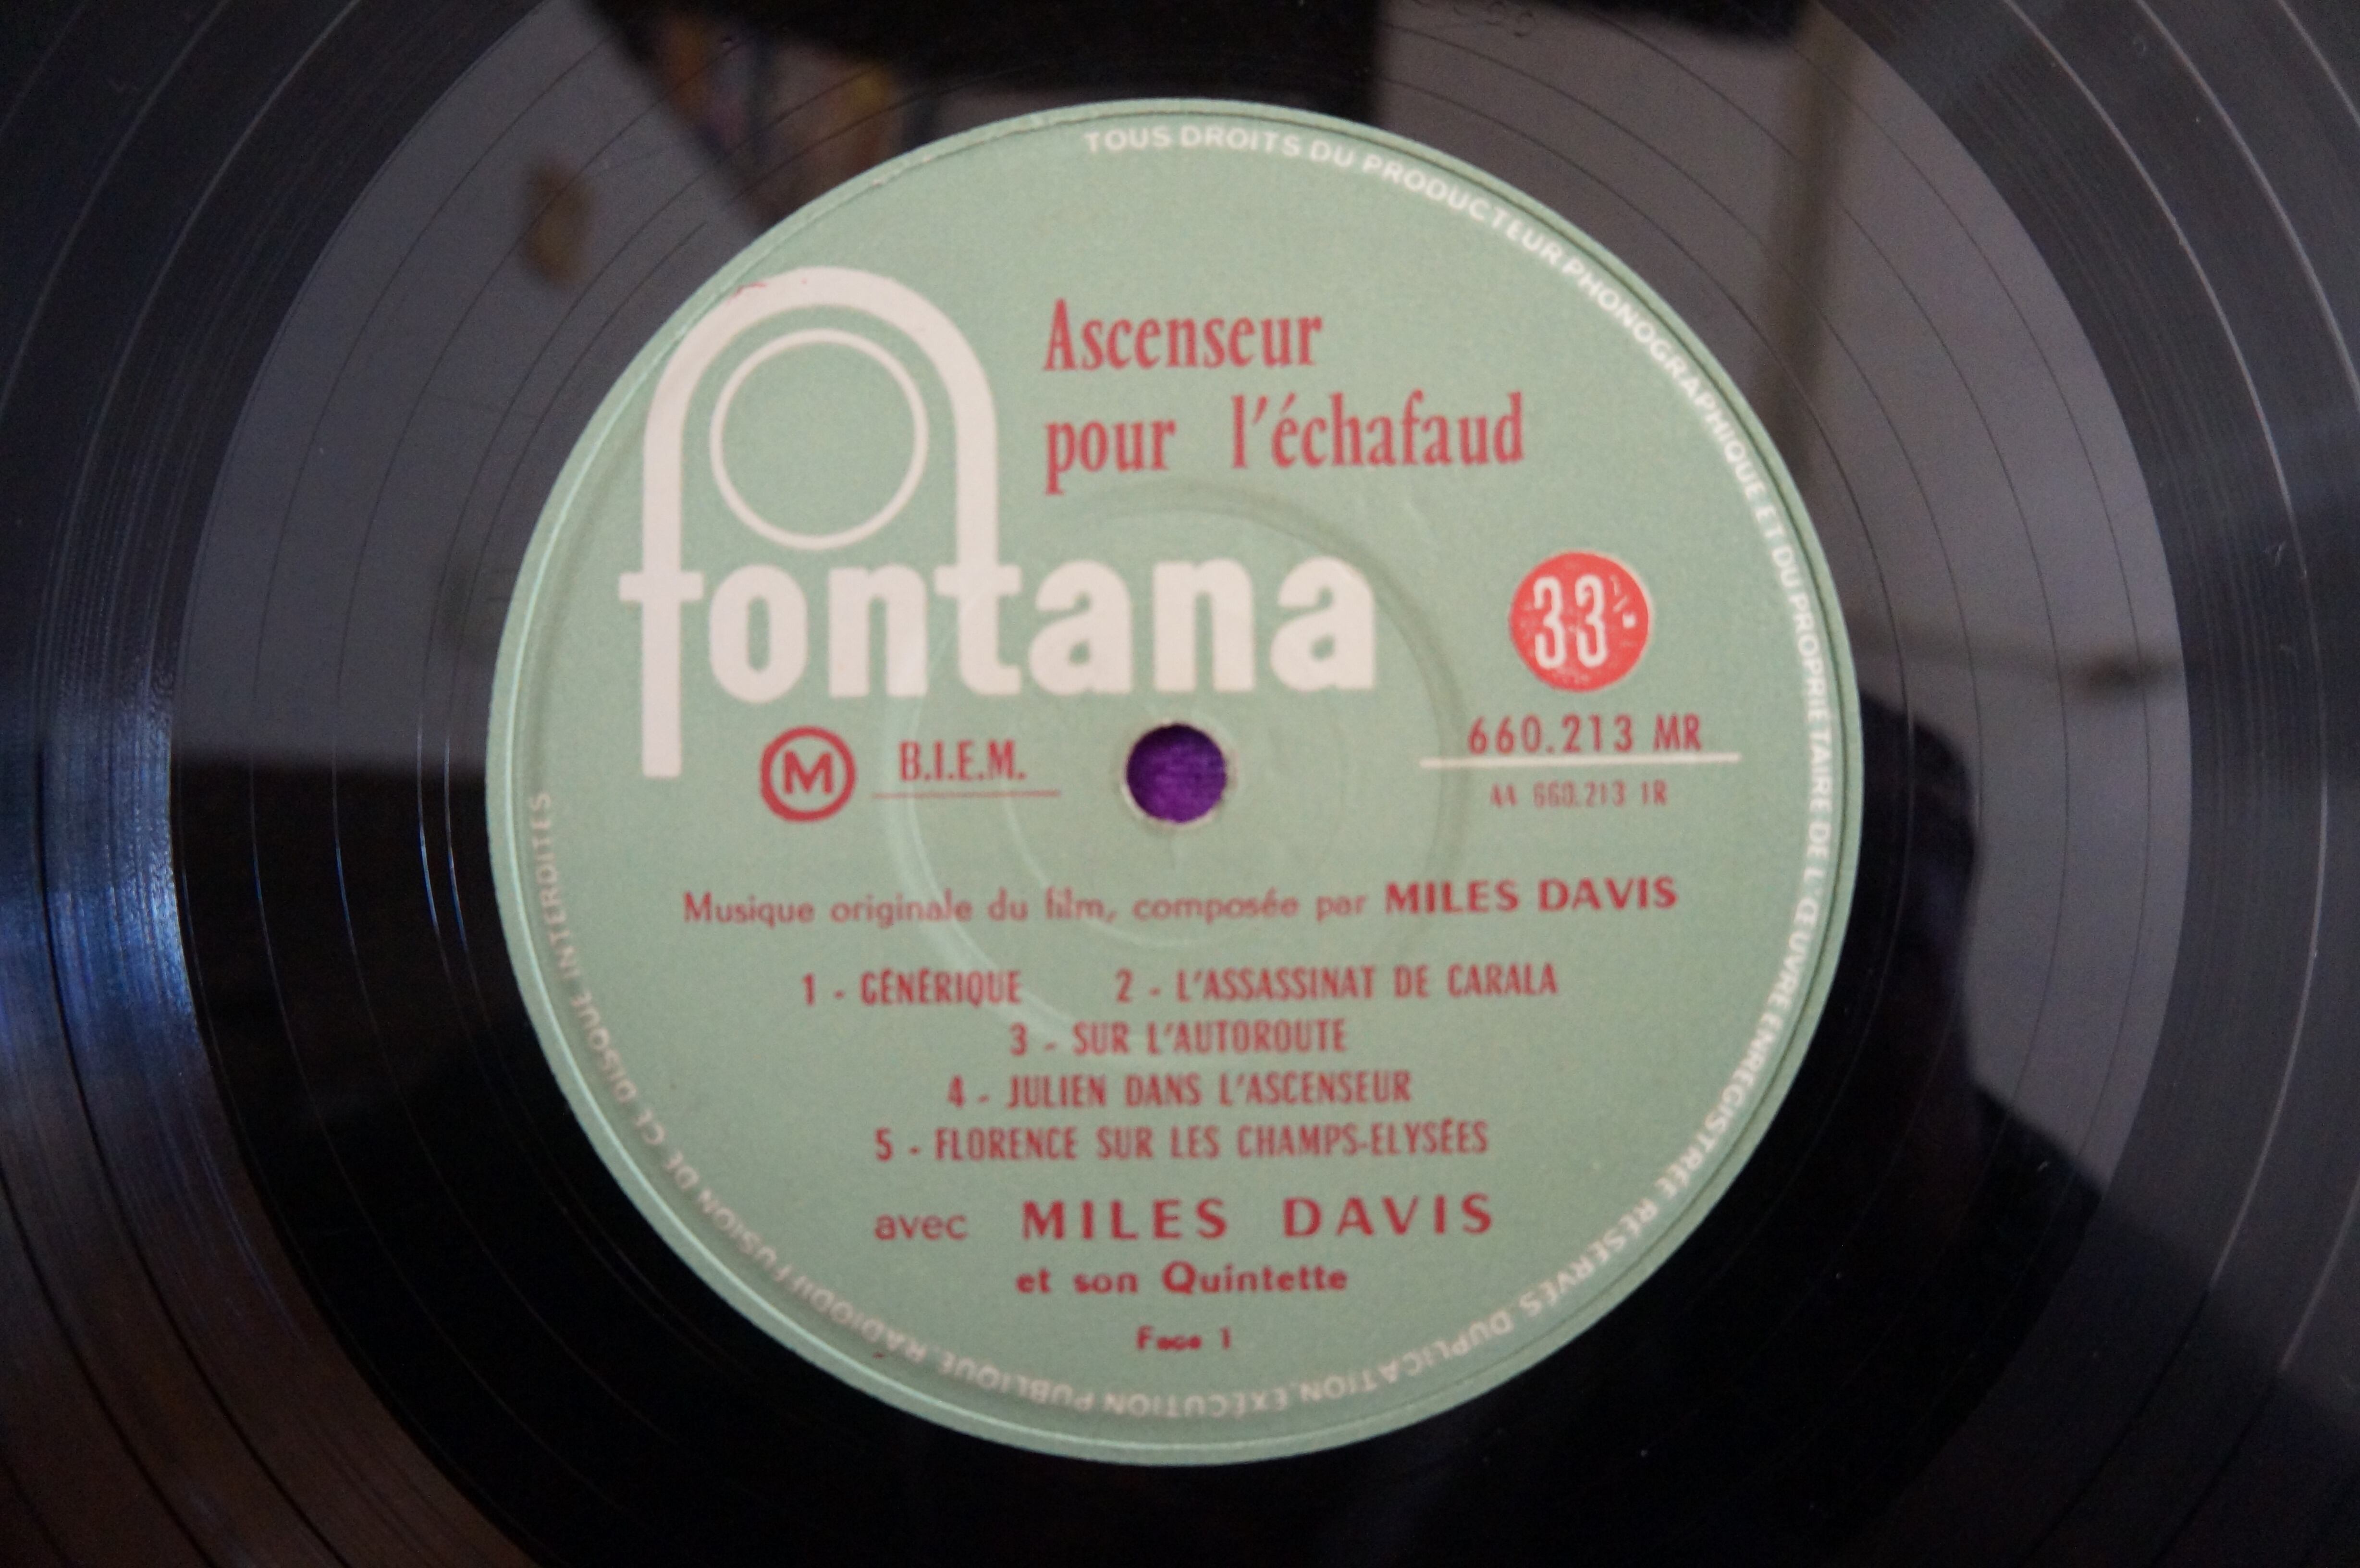 TOUS DROITS DU PRODUCTEUR PHONOGRAPHIQUE ET DU PROPRIÉTAIRE DE L'ŒUVRE ENREGISTRÉE RÉSERVÉS. DUPLICATION, EXÉCUTION PUBLIQUE, RADIODIFFUSION DE CE DISQUE INTERDITES
Ascenseur
pour l'échafaud
fontana
33
660.213 MR
M B.I.E.M.
AA 660.213 1R
Musique originale du film, composée par MILES DAVIS
1 - GÉNÉRIQUE 2 - L'ASSASSINAT DE CARALA
3 - SUR L'AUTOROUTE
4 - JULIEN DANS L'ASCENSEUR
5 - FLORENCE SUR LES CHAMPS-ELYSÉES
avec MILES DAVIS
et son Quintette
Face 1